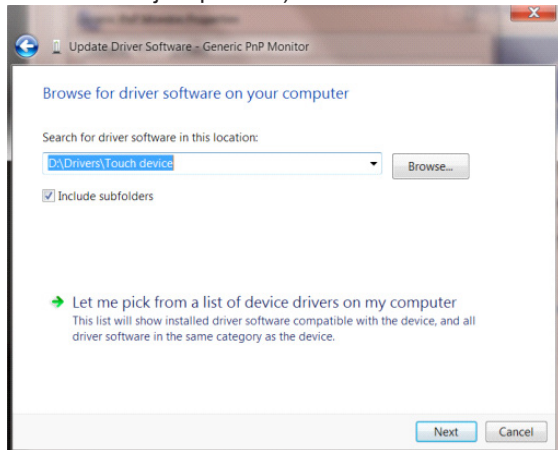 Update Driver Software - Generic PnP Monitor
Browse for driver software on your computer
Search for driver software in this location:
D:\Drivers\Touch device
Browse...
Include subfolders
Let me pick from a list of device drivers on my computer
This list will show installed driver software compatible with the device, and all
driver software in the same category as the device.
Next
Cancel